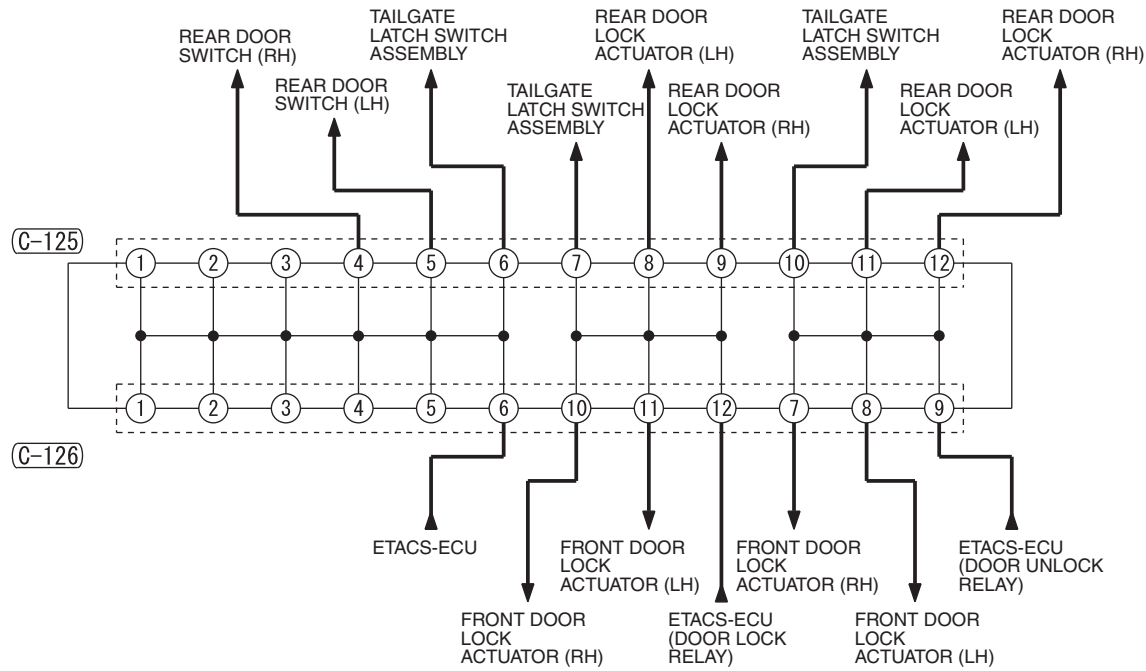 REAR DOOR
SWITCH (RH)
REAR DOOR
SWITCH (LH)
TAILGATE
LATCH SWITCH
ASSEMBLY
TAILGATE
LATCH SWITCH
ASSEMBLY
REAR DOOR
LOCK
ACTUATOR (LH)
REAR DOOR
LOCK
ACTUATOR (RH)
TAILGATE
LATCH SWITCH
ASSEMBLY
REAR DOOR
LOCK
ACTUATOR (LH)
REAR DOOR
LOCK
ACTUATOR (RH)
C-125
1 2 3 4 5 6 7 8 9 10 11 12
1 2 3 4 5 6 10 11 12 7 8 9
C-126
ETACS-ECU
FRONT DOOR
LOCK
ACTUATOR (RH)
FRONT DOOR
LOCK
ACTUATOR (LH)
ETACS-ECU
(DOOR LOCK
RELAY)
FRONT DOOR
LOCK
ACTUATOR (RH)
FRONT DOOR
LOCK
ACTUATOR (LH)
ETACS-ECU
(DOOR UNLOCK
RELAY)